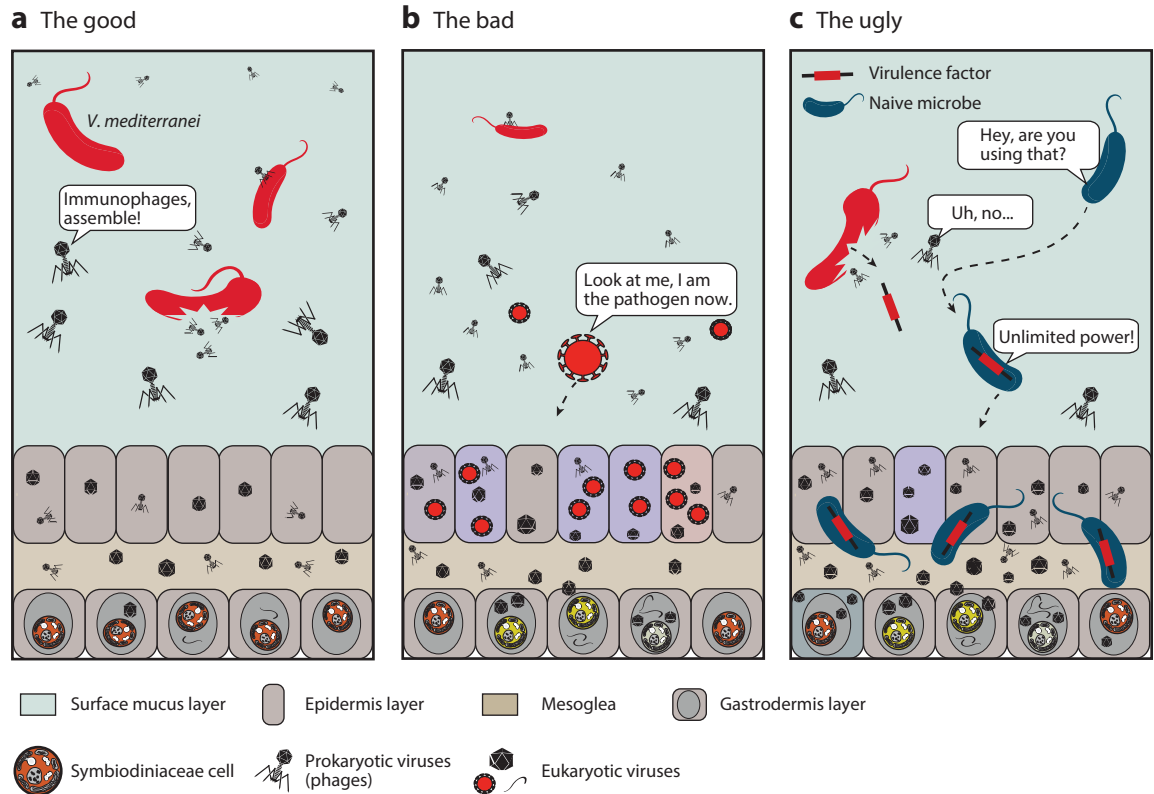 a The good
V. mediterranei
Immunophages,
assemble!
b The bad
Look at me, I am
the pathogen now.
c The ugly
Virulence factor
Naive microbe
Hey, are you
using that?
Uh, no...
Unlimited power!
Surface mucus layer
Epidermis layer
Mesoglea
Gastrodermis layer
Symbiodiniaceae cell
Prokaryotic viruses
(phages)
Eukaryotic viruses